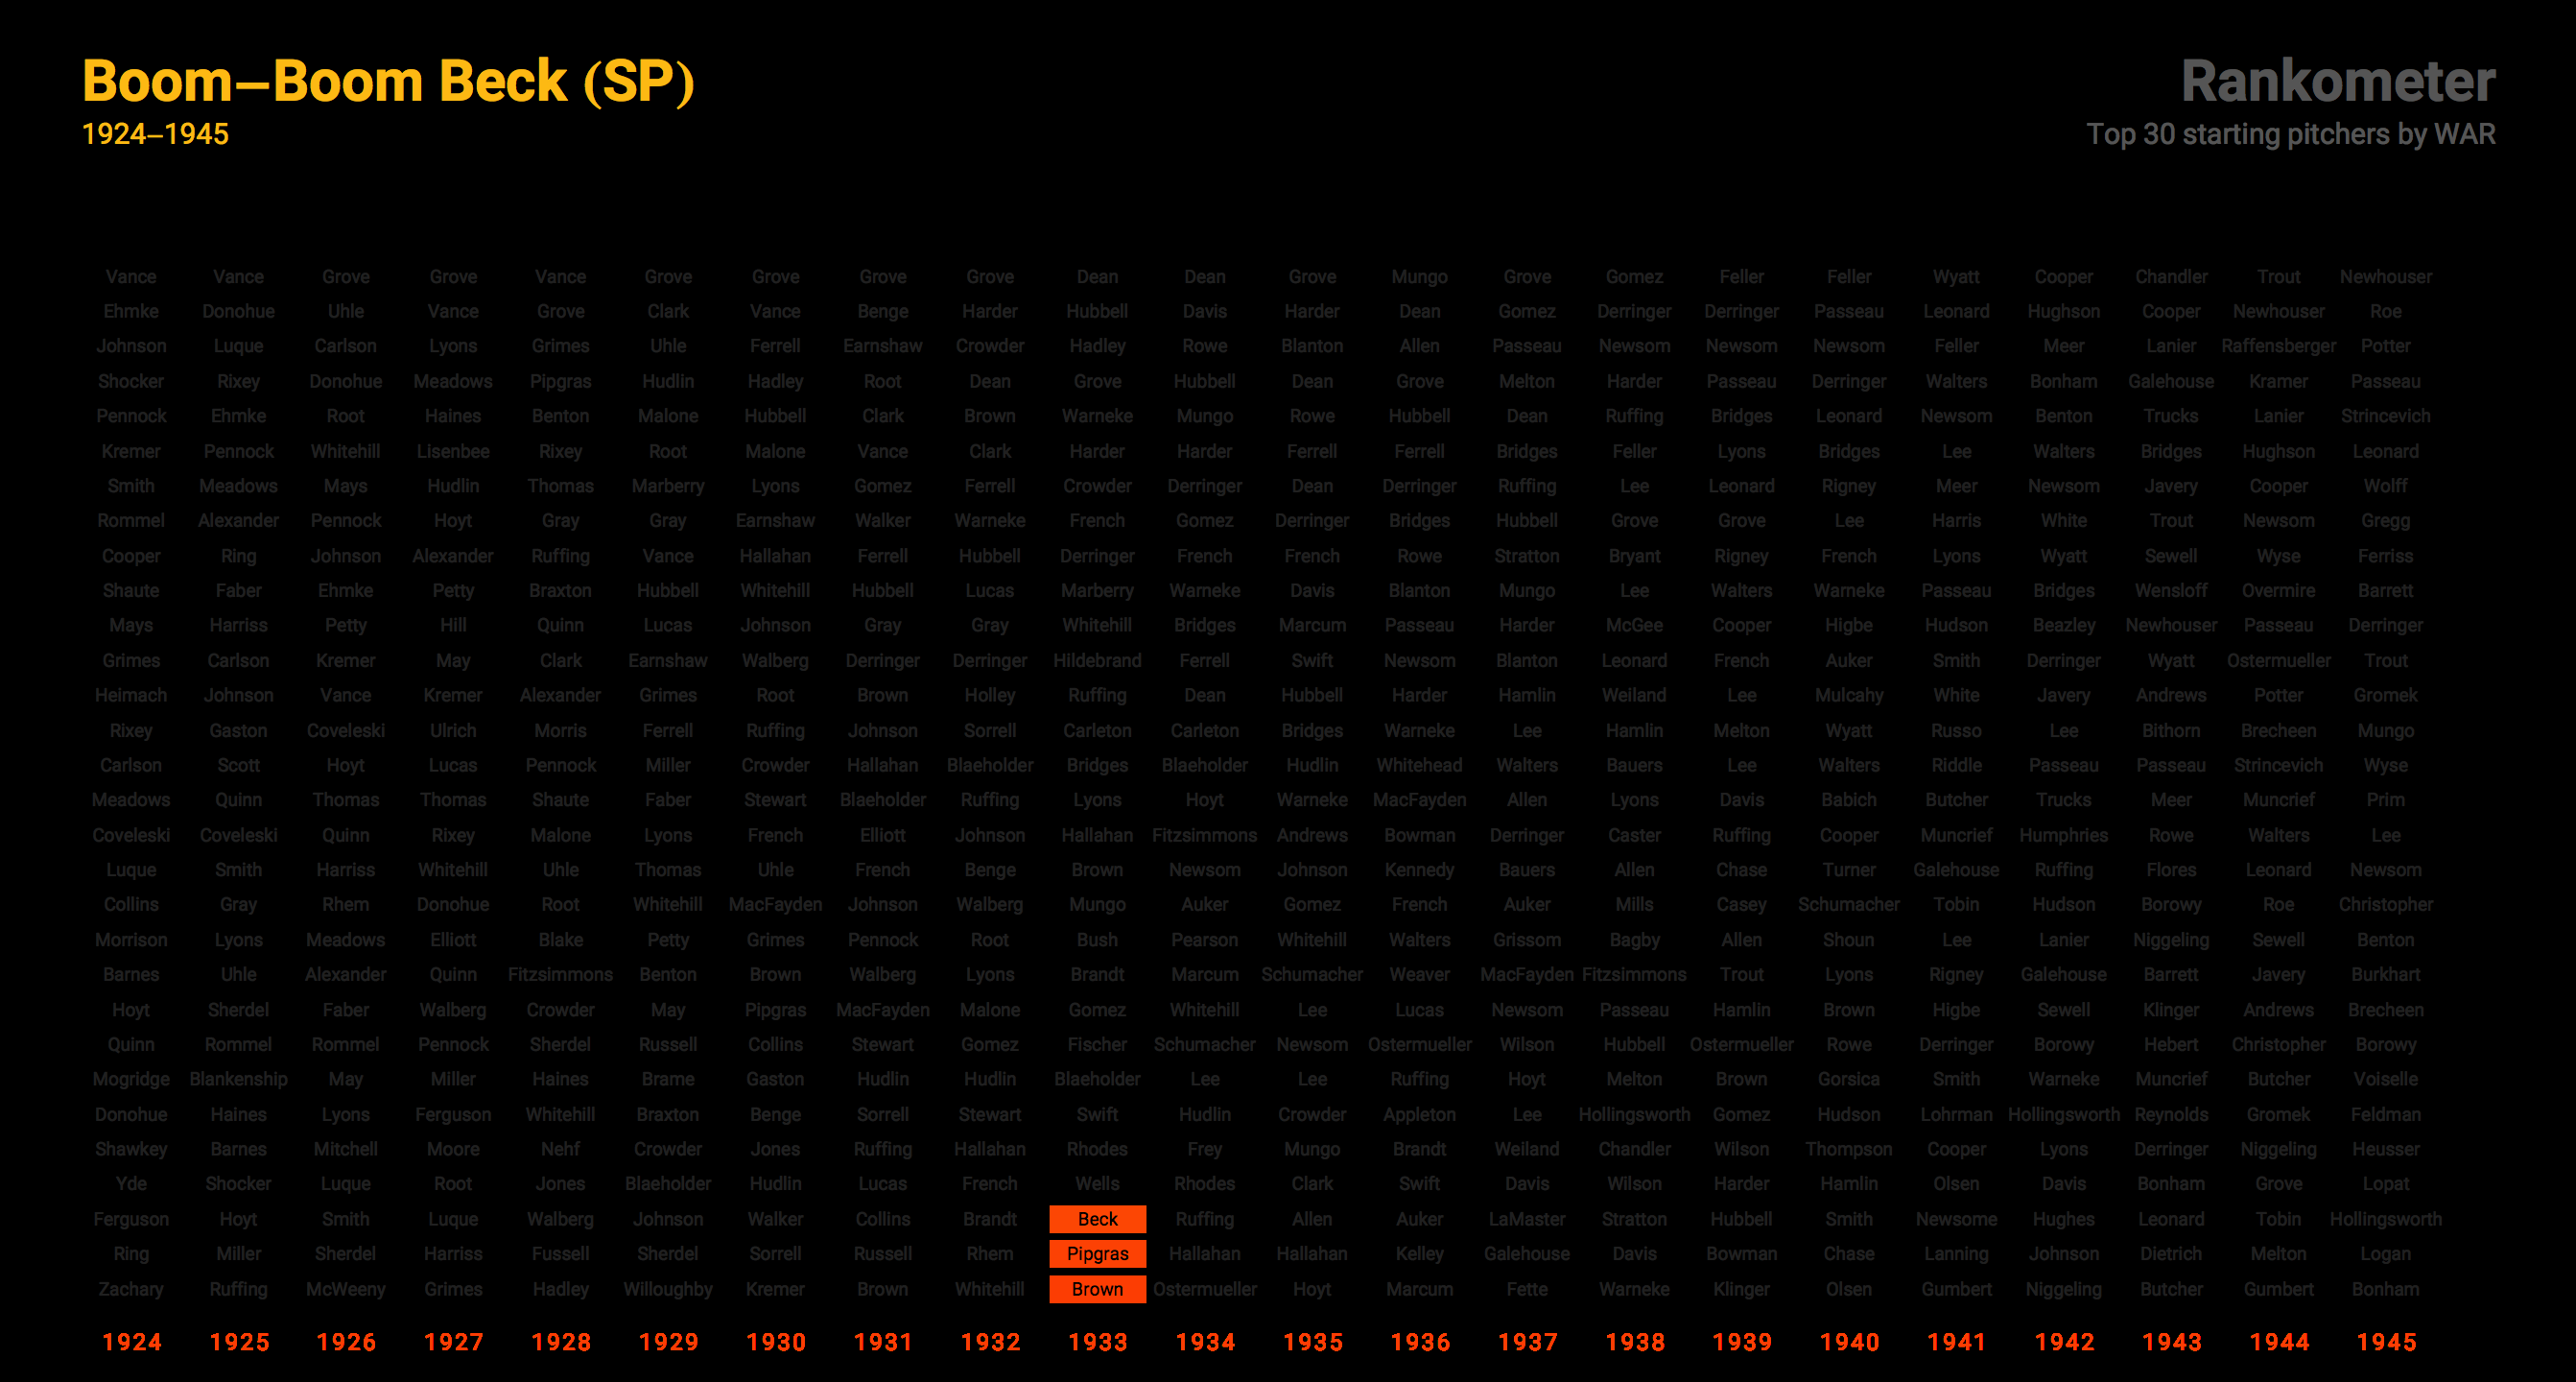 Boom—Boom Beck (SP)
1924–1945
Rankometer
Top 30 starting pitchers by WAR
Vance Vance Grove Grove Vance Grove Grove Grove Grove Dean Dean Grove Mungo Grove Gomez Feller Feller Wyatt Cooper Chandler Trout Newhouser
Ehmke Donohue Uhle Vance Grove Clark Vance Benge Harder Hubbell Davis Harder Dean Gomez Derringer Derringer Passeau Leonard Hughson Cooper Newhouser Roe
Johnson Luque Carlson Lyons Grimes Uhle Ferrell Earnshaw Crowder Hadley Rowe Blanton Allen Passeau Newsom Newsom Newsom Feller Meer Lanier Raffensberger Potter
Shocker Rixey Donohue Meadows Pipgras Hudlin Hadley Root Dean Grove Hubbell Dean Grove Melton Harder Passeau Derringer Walters Bonham Galehouse Kramer Passeau
Pennock Ehmke Root Haines Benton Malone Hubbell Clark Brown Warneke Mungo Rowe Hubbell Dean Ruffing Bridges Leonard Newsom Benton Trucks Lanier Strincevich
Kremer Pennock Whitehill Lisenbee Rixey Root Malone Vance Clark Harder Harder Ferrell Ferrell Bridges Feller Lyons Bridges Lee Walters Bridges Hughson Leonard
Smith Meadows Mays Hudlin Thomas Marberry Lyons Gomez Ferrell Crowder Derringer Dean Derringer Ruffing Lee Leonard Rigney Meer Newsom Javery Cooper Wolff
Rommel Alexander Pennock Hoyt Gray Gray Earnshaw Walker Warneke French Gomez Derringer Bridges Hubbell Grove Grove Lee Harris White Trout Newsom Gregg
Cooper Ring Johnson Alexander Ruffing Vance Hallahan Ferrell Hubbell Derringer French French Rowe Stratton Bryant Rigney French Lyons Wyatt Sewell Wyse Ferriss
Shaute Faber Ehmke Petty Braxton Hubbell Whitehill Hubbell Lucas Marberry Warneke Davis Blanton Mungo Lee Walters Warneke Passeau Bridges Wensloff Overmire Barrett
Mays Harriss Petty Hill Quinn Lucas Johnson Gray Gray Whitehill Bridges Marcum Passeau Harder McGee Cooper Higbe Hudson Beazley Newhouser Passeau Derringer
Grimes Carlson Kremer May Clark Earnshaw Walberg Derringer Derringer Hildebrand Ferrell Swift Newsom Blanton Leonard French Auker Smith Derringer Wyatt Ostermueller Trout
Heimach Johnson Vance Kremer Alexander Grimes Root Brown Holley Ruffing Dean Hubbell Harder Hamlin Weiland Lee Mulcahy White Javery Andrews Potter Gromek
Rixey Gaston Coveleski Ulrich Morris Ferrell Ruffing Johnson Sorrell Carleton Carleton Bridges Warneke Lee Hamlin Melton Wyatt Russo Lee Bithorn Brecheen Mungo
Carlson Scott Hoyt Lucas Pennock Miller Crowder Hallahan Blaeholder Bridges Blaeholder Hudlin Whitehead Walters Bauers Lee Walters Riddle Passeau Passeau Strincevich Wyse
Meadows Quinn Thomas Thomas Shaute Faber Stewart Blaeholder Ruffing Lyons Hoyt Warneke MacFayden Allen Lyons Davis Babich Butcher Trucks Meer Muncrief Prim
Coveleski Coveleski Quinn Rixey Malone Lyons French Elliott Johnson Hallahan Fitzsimmons Andrews Bowman Derringer Caster Ruffing Cooper Muncrief Humphries Rowe Walters Lee
Luque Smith Harriss Whitehill Uhle Thomas Uhle French Benge Brown Newsom Johnson Kennedy Bauers Allen Chase Turner Galehouse Ruffing Flores Leonard Newsom
Collins Gray Rhem Donohue Root Whitehill MacFayden Johnson Walberg Mungo Auker Gomez French Auker Mills Casey Schumacher Tobin Hudson Borowy Roe Christopher
Morrison Lyons Meadows Elliott Blake Petty Grimes Pennock Root Bush Pearson Whitehill Walters Grissom Bagby Allen Shoun Lee Lanier Niggeling Sewell Benton
Barnes Uhle Alexander Quinn Fitzsimmons Benton Brown Walberg Lyons Brandt Marcum Schumacher Weaver MacFayden Fitzsimmons Trout Lyons Rigney Galehouse Barrett Javery Burkhart
Hoyt Sherdel Faber Walberg Crowder May Pipgras MacFayden Malone Gomez Whitehill Lee Lucas Newsom Passeau Hamlin Brown Higbe Sewell Klinger Andrews Brecheen
Quinn Rommel Rommel Pennock Sherdel Russell Collins Stewart Gomez Fischer Schumacher Newsom Ostermueller Wilson Hubbell Ostermueller Rowe Derringer Borowy Hebert Christopher Borowy
Mogridge Blankenship May Miller Haines Brame Gaston Hudlin Hudlin Blaeholder Lee Lee Ruffing Hoyt Melton Brown Gorsica Smith Warneke Muncrief Butcher Voiselle
Donohue Haines Lyons Ferguson Whitehill Braxton Benge Sorrell Stewart Swift Hudlin Crowder Appleton Lee Hollingsworth Gomez Hudson Lohrman Hollingsworth Reynolds Gromek Feldman
Shawkey Barnes Mitchell Moore Nehf Crowder Jones Ruffing Hallahan Rhodes Frey Mungo Brandt Weiland Chandler Wilson Thompson Cooper Lyons Derringer Niggeling Heusser
Yde Shocker Luque Root Jones Blaeholder Hudlin Lucas French Wells Rhodes Clark Swift Davis Wilson Harder Hamlin Olsen Davis Bonham Grove Lopat
Ferguson Hoyt Smith Luque Walberg Johnson Walker Collins Brandt Beck Ruffing Allen Auker LaMaster Stratton Hubbell Smith Newsome Hughes Leonard Tobin Hollingsworth
Ring Miller Sherdel Harriss Fussell Sherdel Sorrell Russell Rhem Pipgras Hallahan Hallahan Kelley Galehouse Davis Bowman Chase Lanning Johnson Dietrich Melton Logan
Zachary Ruffing McWeeny Grimes Hadley Willoughby Kremer Brown Whitehill Brown Ostermueller Hoyt Marcum Fette Warneke Klinger Olsen Gumbert Niggeling Butcher Gumbert Bonham
1924 1925 1926 1927 1928 1929 1930 1931 1932 1933 1934 1935 1936 1937 1938 1939 1940 1941 1942 1943 1944 1945